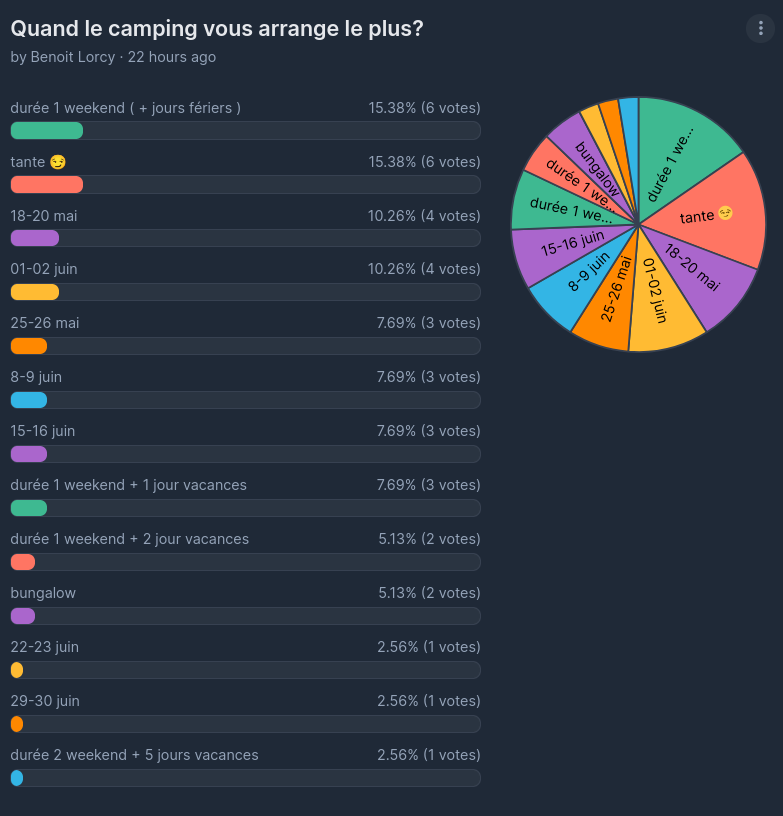 Quand le camping vous arrange le plus?
by Benoit Lorcy · 22 hours ago
durée 1 weekend ( + jours fériers ) 15.38% (6 votes)
tante 😏 15.38% (6 votes)
18-20 mai 10.26% (4 votes)
01-02 juin 10.26% (4 votes)
25-26 mai 7.69% (3 votes)
8-9 juin 7.69% (3 votes)
15-16 juin 7.69% (3 votes)
durée 1 weekend + 1 jour vacances 7.69% (3 votes)
durée 1 weekend + 2 jour vacances 5.13% (2 votes)
bungalow 5.13% (2 votes)
22-23 juin 2.56% (1 votes)
29-30 juin 2.56% (1 votes)
durée 2 weekend + 5 jours vacances 2.56% (1 votes)
durée 1 we...
tante 😏
18-20 mai
01-02 juin
25-26 mai
8-9 juin
15-16 juin
durée 1 we...
durée 1 we...
bungalow